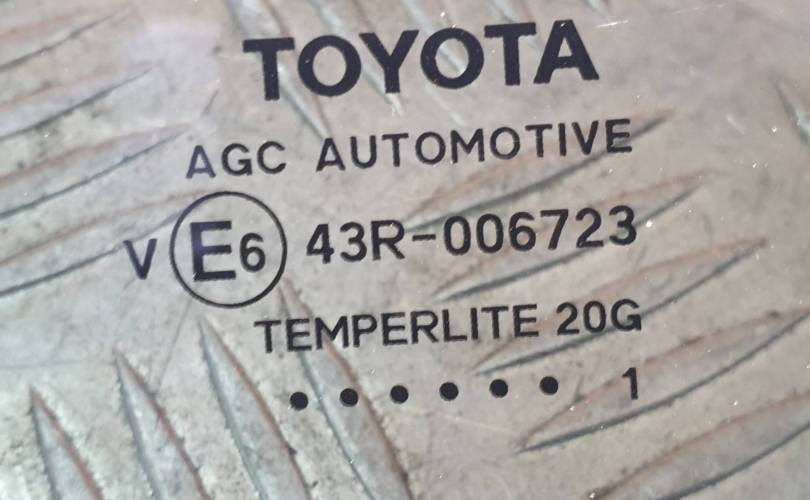 TOYOTA
AGC AUTOMOTIVE
V E6 43R-006723
TEMPERLITE 20G
• • • • • • 1